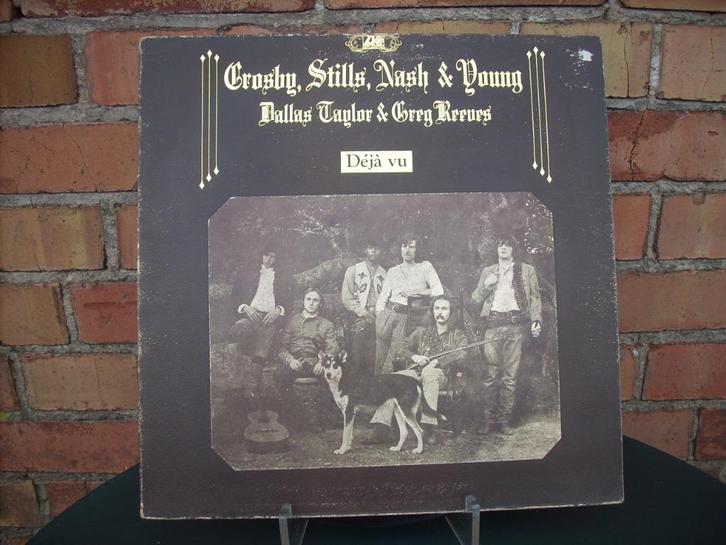 Crosby, Stills, Nash & Young
Dallas Taylor & Greg Reeves
Déjà vu